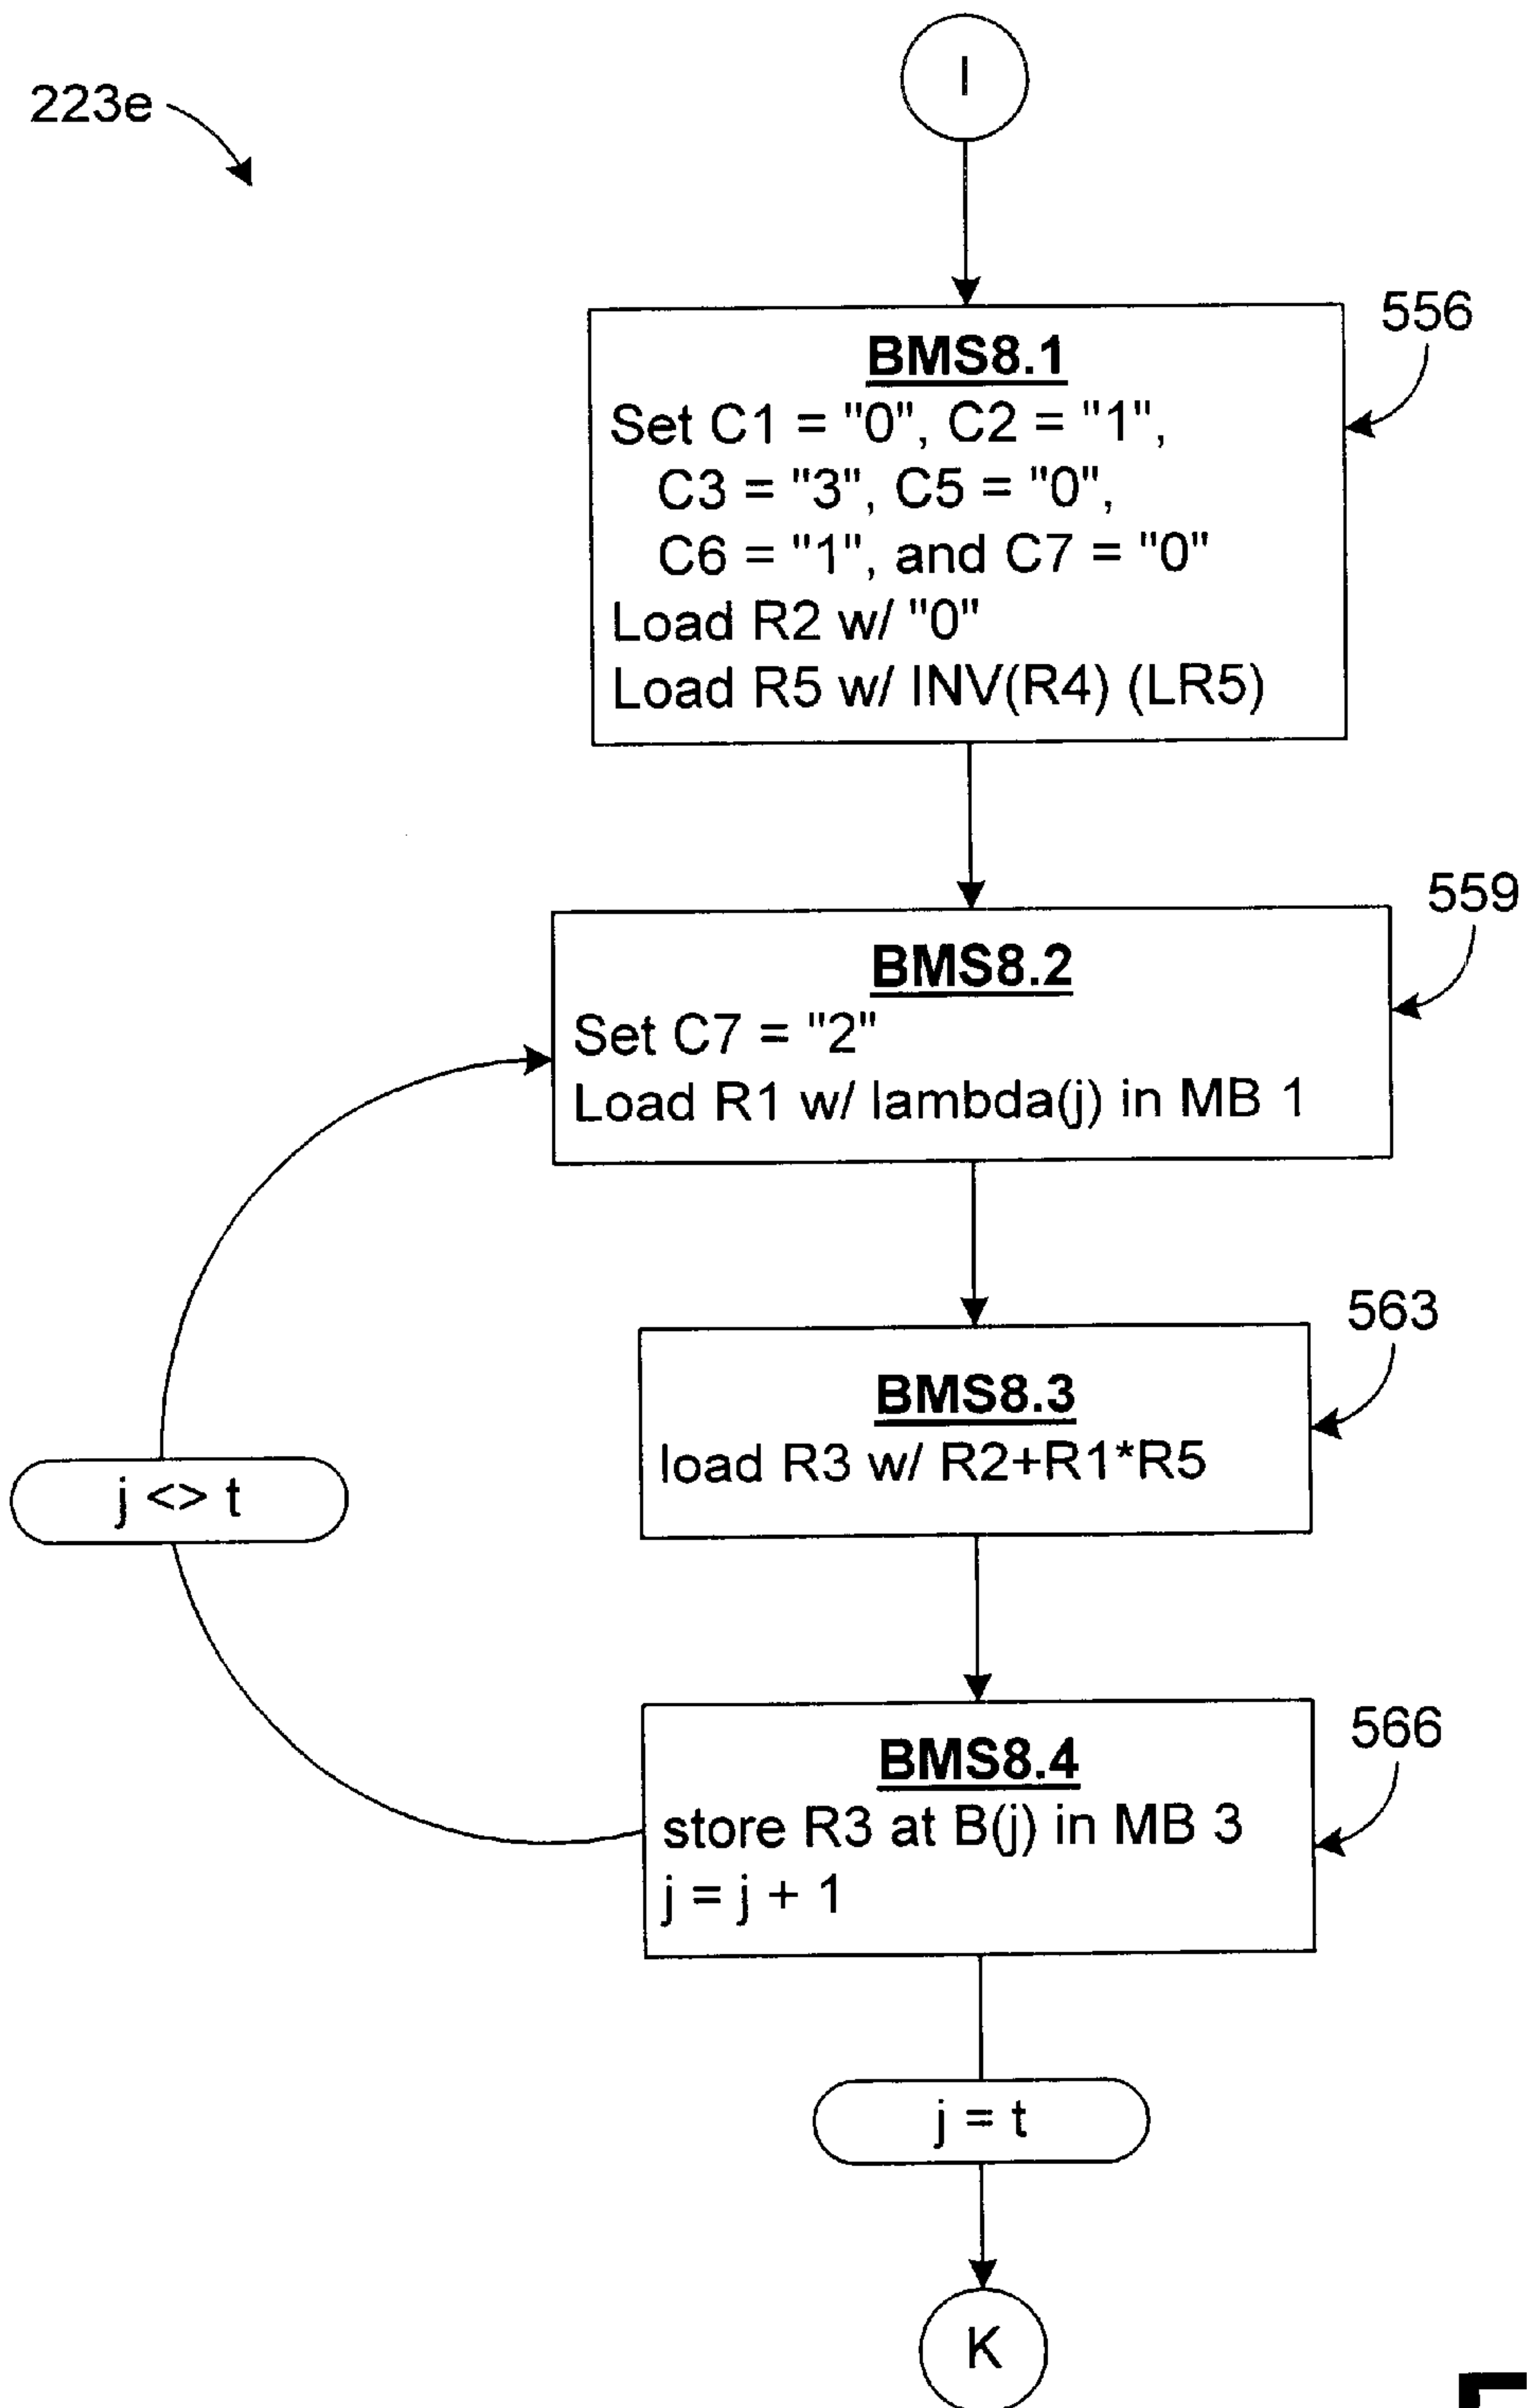 I
223e
556
BMS8.1
Set C1 = "0", C2 = "1",
C3 = "3", C5 = "0",
C6 = "1", and C7 = "0"
Load R2 w/ "0"
Load R5 w/ INV(R4) (LR5)
559
BMS8.2
Set C7 = "2"
Load R1 w/ lambda(j) in MB 1
563
BMS8.3
load R3 w/ R2+R1*R5
j <> t
566
BMS8.4
store R3 at B(j) in MB 3
j = j + 1
j = t
K